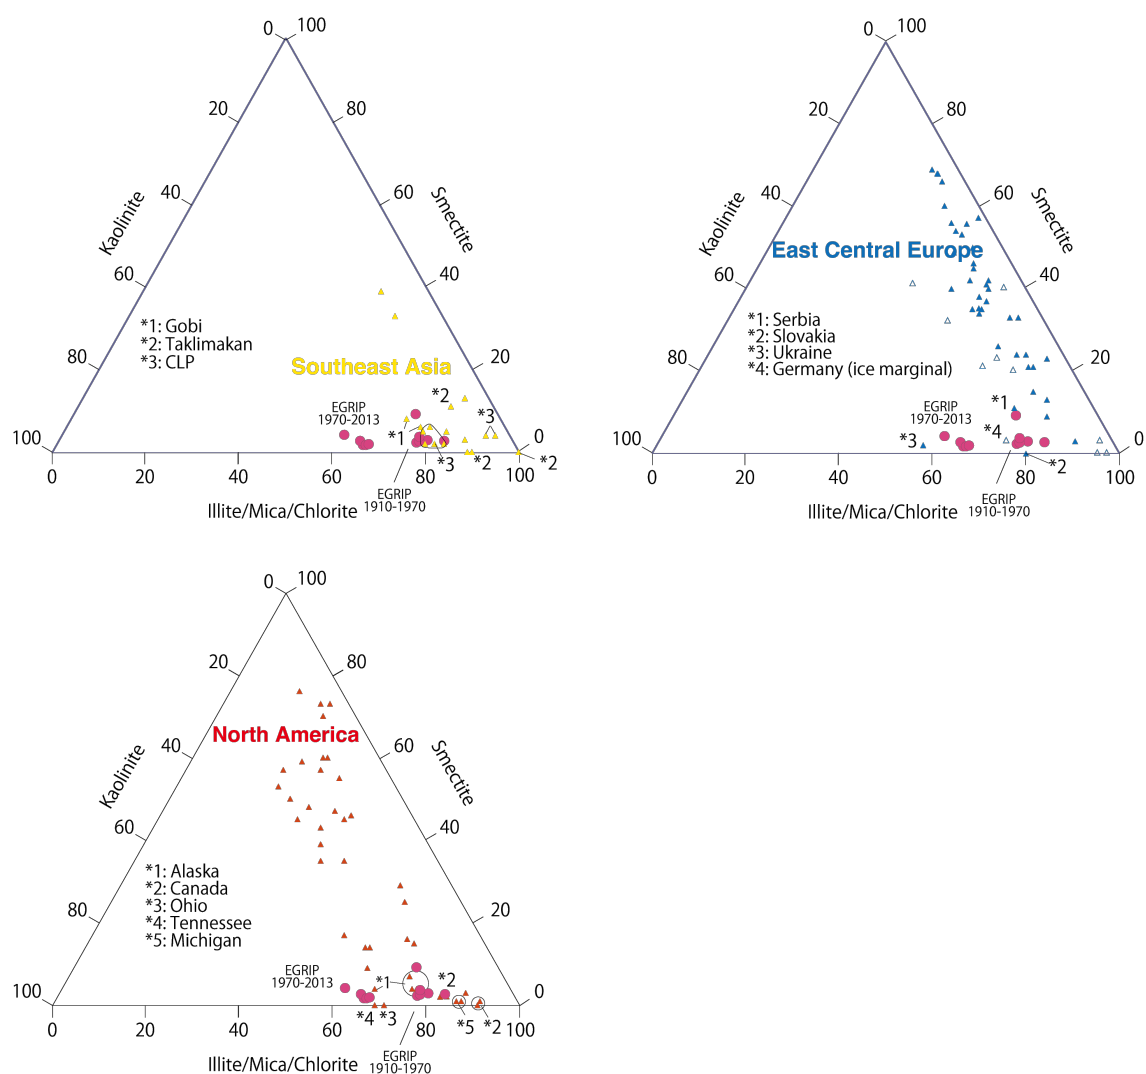 0 100
20 80
40 60
Kaolinite
Smectite
60 40
*1: Gobi
*2: Taklimakan
*3: CLP
80 20
Southeast Asia
*2
EGRIP
1970-2013
*3
*1
100 0
*3 *2 *2
0 20 40 60 80 100
EGRIP
1910-1970
Illite/Mica/Chlorite
0 100
20 80
40 60
Kaolinite
Smectite
East Central Europe
60 40
*1: Serbia
*2: Slovakia
*3: Ukraine
*4: Germany (ice marginal)
80 20
EGRIP
1970-2013
*1
*4
*3
100 0
*2
0 20 40 60 80 100
EGRIP
1910-1970
Illite/Mica/Chlorite
0 100
20 80
North America
40 60
Kaolinite
Smectite
60 40
*1: Alaska
*2: Canada
*3: Ohio
*4: Tennessee
*5: Michigan
80 20
EGRIP
1970-2013
*1 *2
100 0
*4 *3 *5 *2
0 20 40 60 80 100
EGRIP
1910-1970
Illite/Mica/Chlorite